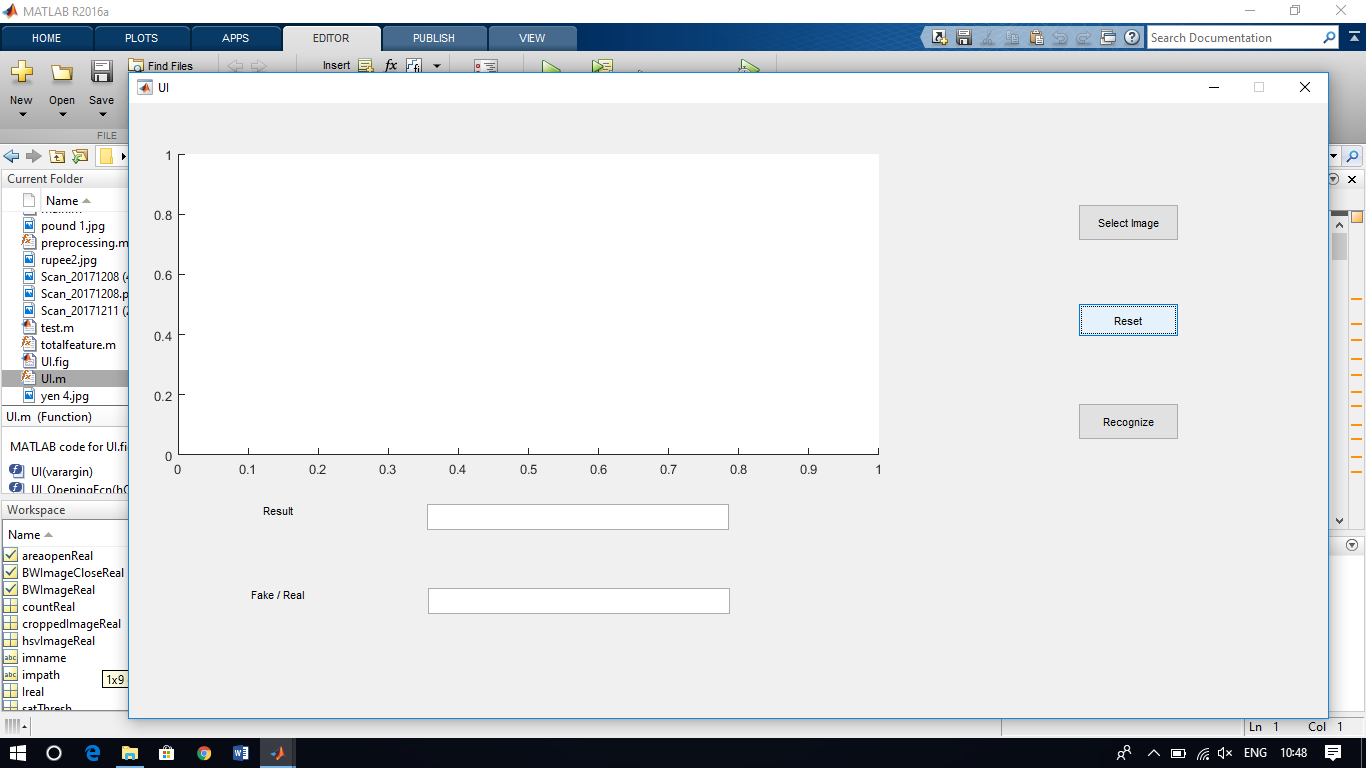 MATLAB R2016a
HOME PLOTS APPS EDITOR PUBLISH VIEW
Search Documentation
Find Files
Insert fx
New Open Save
FILE
UI
Current Folder
Name
pound 1.jpg
preprocessing.m
rupee2.jpg
Scan_20171208 (
Scan_20171208.p
Scan_20171211 (
test.m
totalfeature.m
UI.fig
UI.m
yen 4.jpg
UI.m (Function)
MATLAB code for UI.fi
UI(varargin)
UI_OpeningFcn(hO
Workspace
Name
areaopenReal
BWImageCloseReal
BWImageReal
countReal
croppedImageReal
hsvImageReal
imname
abc
impath
abc
1x9
Ireal
satThresh
1
0.8
0.6
0.4
0.2
0
0 0.1 0.2 0.3 0.4 0.5 0.6 0.7 0.8 0.9 1
Select Image
Reset
Recognize
Result
Fake / Real
Ln 1 Col 1
ENG 10:48